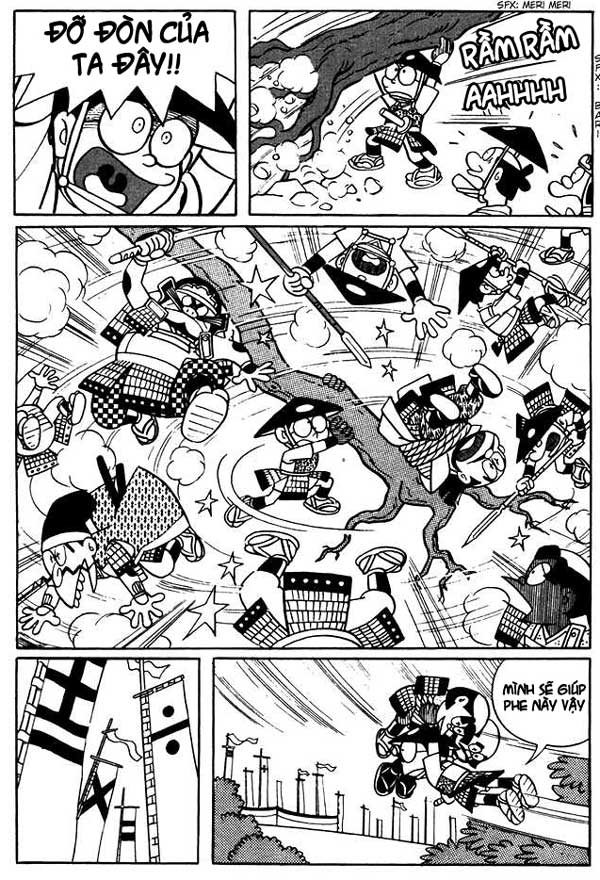 SFX: MERI MERI
ĐỠ ĐÒN CỦA
TA ĐÂY!!
RẦM RẦM
AAHHHH
SFX: BARI
MÌNH SẼ GIÚP
PHE NÀY VẬY